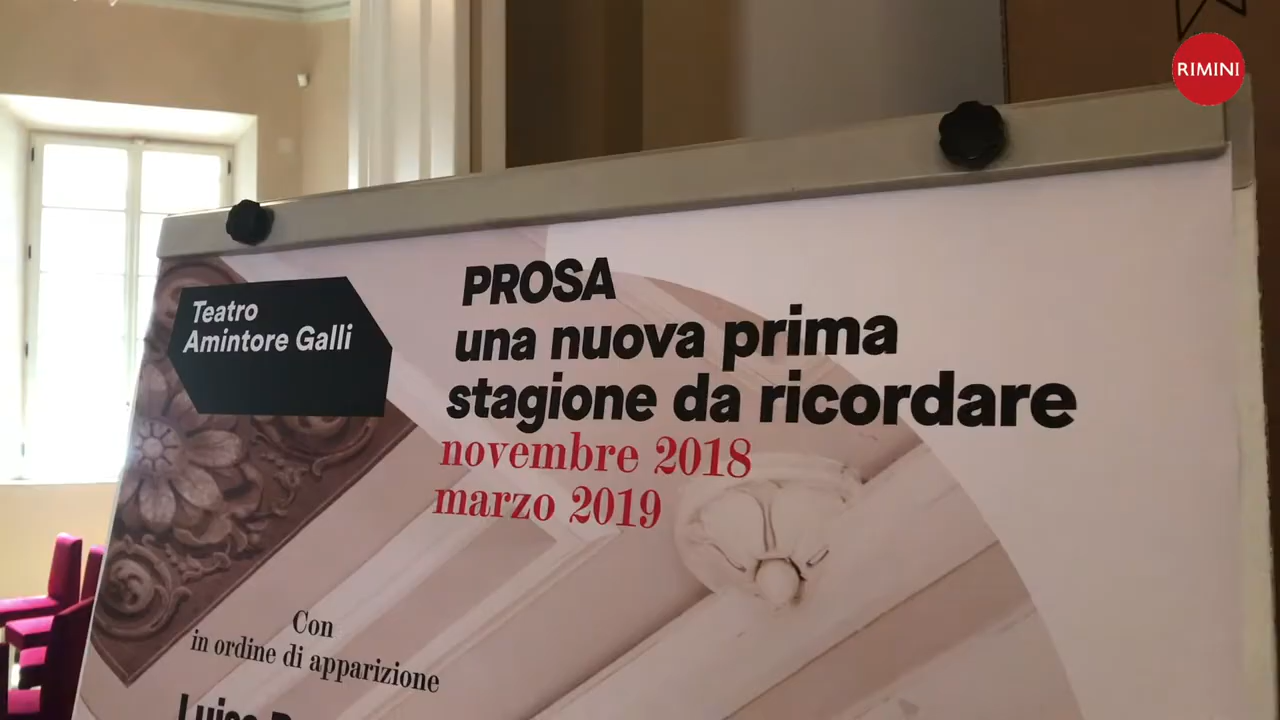 RIMINI
Teatro
Amintore Galli
PROSA
una nuova prima
stagione da ricordare
novembre 2018
marzo 2019
Con
in ordine di apparizione